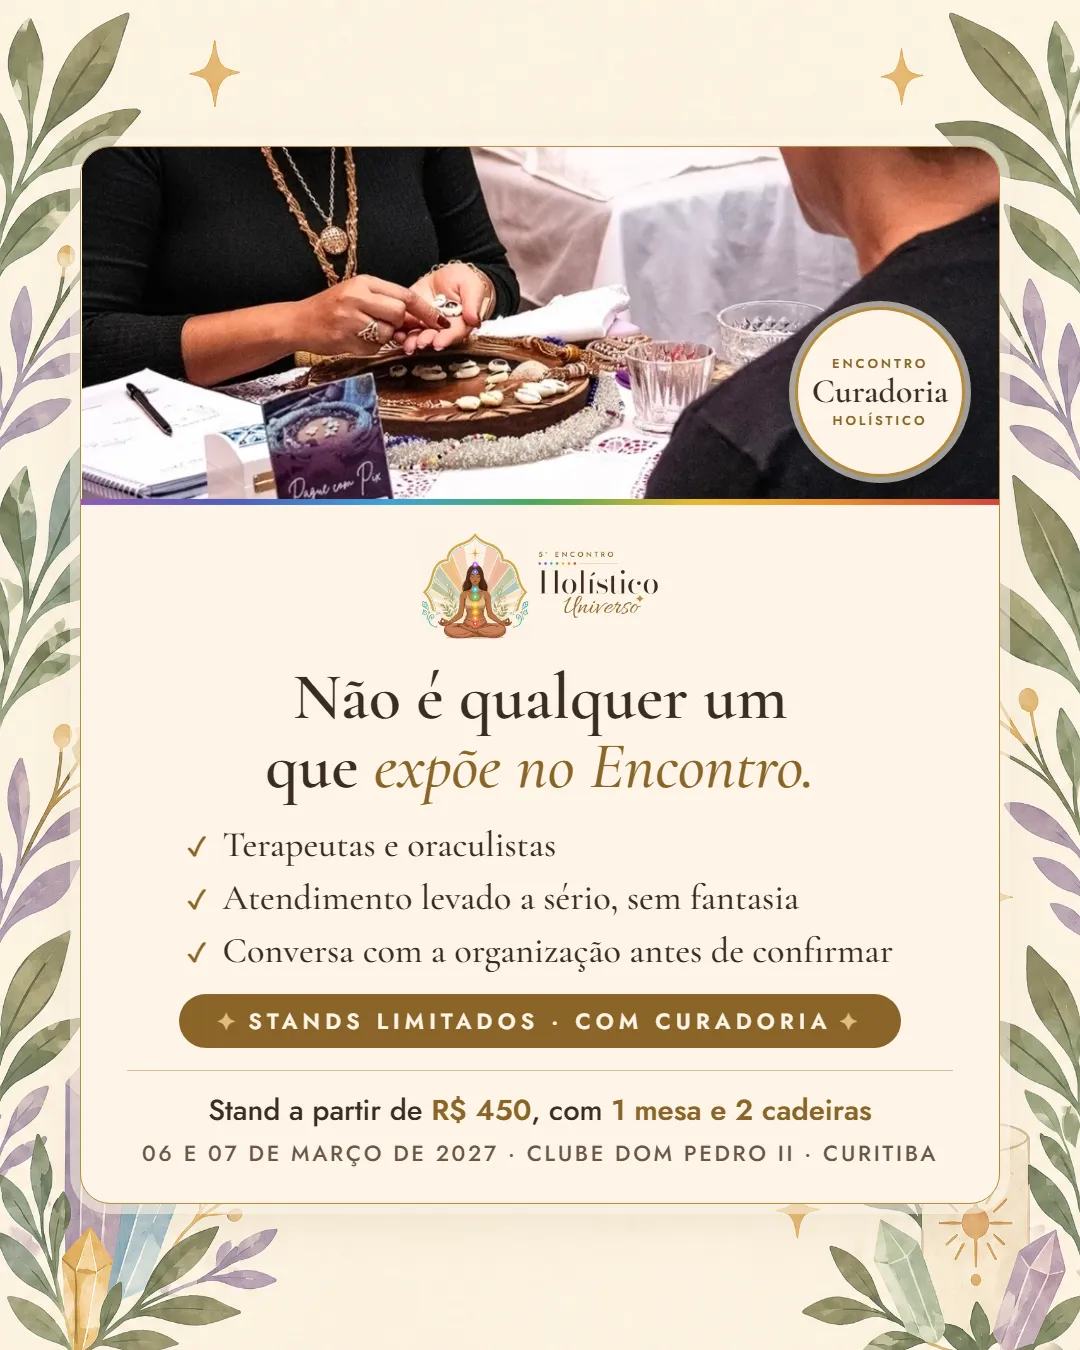 Pague com Pix
ENCONTRO
Curadoria
HOLÍSTICO
5º ENCONTRO
Holístico
Universo
Não é qualquer um
que expõe no Encontro.
✓ Terapeutas e oraculistas
✓ Atendimento levado a sério, sem fantasia
✓ Conversa com a organização antes de confirmar
STANDS LIMITADOS · COM CURADORIA
Stand a partir de R$ 450, com 1 mesa e 2 cadeiras
06 E 07 DE MARÇO DE 2027 · CLUBE DOM PEDRO II · CURITIBA